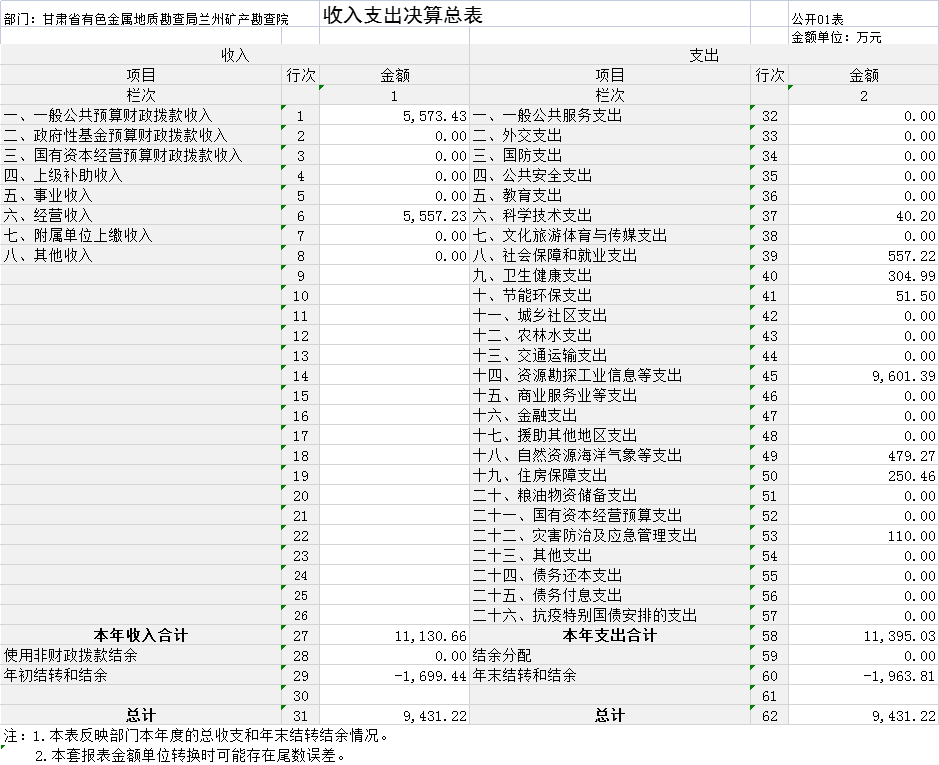 收入支出决算总表
部门：甘肃省有色金属地质勘查局兰州矿产勘查院 公开01表
金额单位：万元
收入 支出
项目 行次 金额 项目 行次 金额
栏次 1 栏次 2
一、一般公共预算财政拨款收入 1 5,573.43 一、一般公共服务支出 32 0.00
二、政府性基金预算财政拨款收入 2 0.00 二、外交支出 33 0.00
三、国有资本经营预算财政拨款收入 3 0.00 三、国防支出 34 0.00
四、上级补助收入 4 0.00 四、公共安全支出 35 0.00
五、事业收入 5 0.00 五、教育支出 36 0.00
六、经营收入 6 5,557.23 六、科学技术支出 37 40.20
七、附属单位上缴收入 7 0.00 七、文化旅游体育与传媒支出 38 0.00
八、其他收入 8 0.00 八、社会保障和就业支出 39 557.22
9 九、卫生健康支出 40 304.99
10 十、节能环保支出 41 51.50
11 十一、城乡社区支出 42 0.00
12 十二、农林水支出 43 0.00
13 十三、交通运输支出 44 0.00
14 十四、资源勘探工业信息等支出 45 9,601.39
15 十五、商业服务业等支出 46 0.00
16 十六、金融支出 47 0.00
17 十七、援助其他地区支出 48 0.00
18 十八、自然资源海洋气象等支出 49 479.27
19 十九、住房保障支出 50 250.46
20 二十、粮油物资储备支出 51 0.00
21 二十一、国有资本经营预算支出 52 0.00
22 二十二、灾害防治及应急管理支出 53 110.00
23 二十三、其他支出 54 0.00
24 二十四、债务还本支出 55 0.00
25 二十五、债务付息支出 56 0.00
26 二十六、抗疫特别国债安排的支出 57 0.00
本年收入合计 27 11,130.66 本年支出合计 58 11,395.03
使用非财政拨款结余 28 0.00 结余分配 59 0.00
年初结转和结余 29 -1,699.44 年末结转和结余 60 -1,963.81
30 61
总计 31 9,431.22 总计 62 9,431.22
注：1.本表反映部门本年度的总收支和年末结转结余情况。
2.本套报表金额单位转换时可能存在尾数误差。